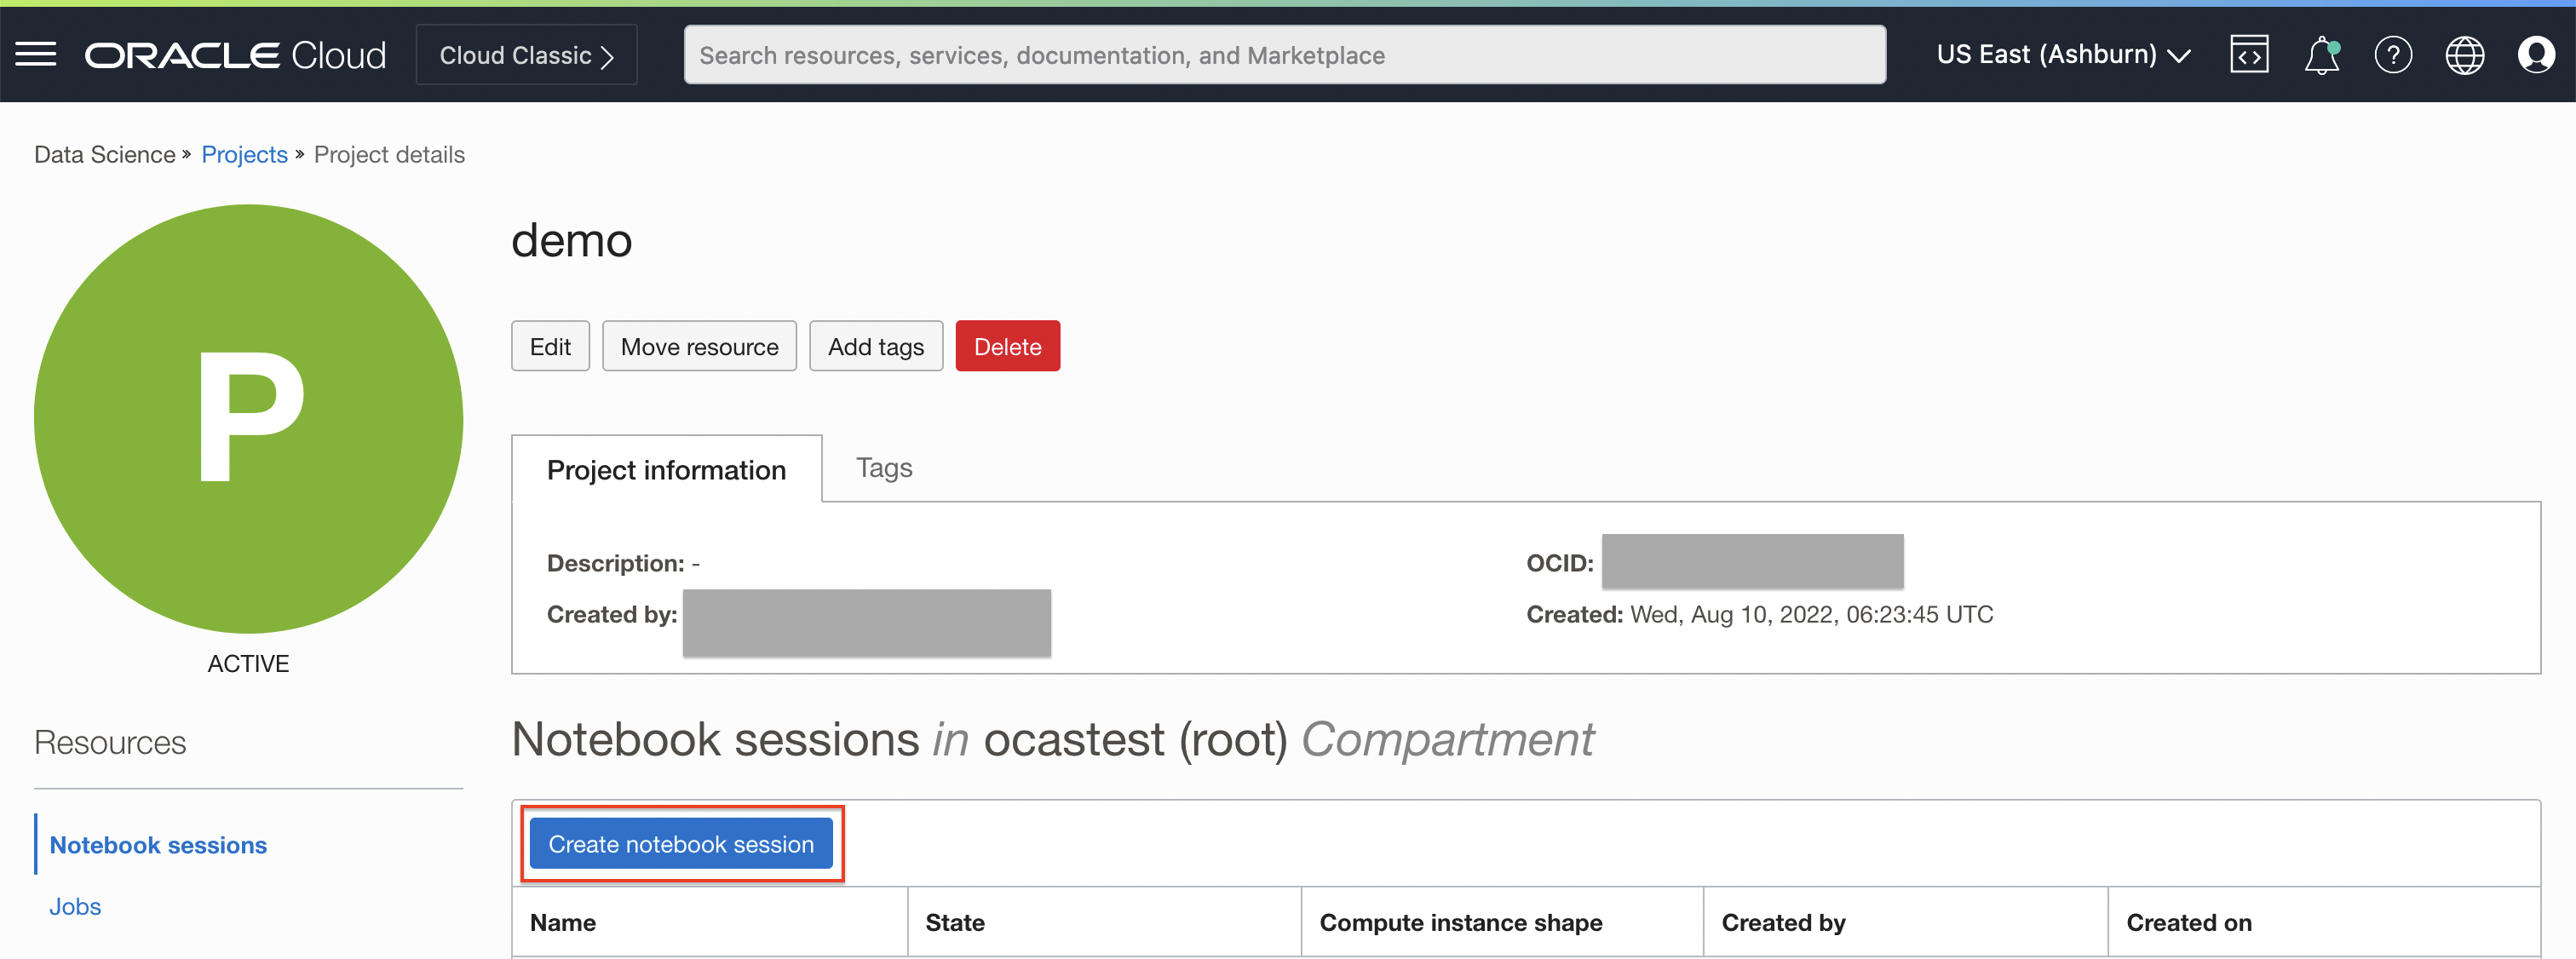 ORACLE Cloud
Cloud Classic
Search resources, services, documentation, and Marketplace
US East (Ashburn)
Data Science » Projects » Project details
P
ACTIVE
demo
Edit
Move resource
Add tags
Delete
Project information
Tags
Description: -
OCID:
Created by:
Created: Wed, Aug 10, 2022, 06:23:45 UTC
Resources
Notebook sessions
Jobs
Notebook sessions in ocastest (root) Compartment
Create notebook session
Name
State
Compute instance shape
Created by
Created on